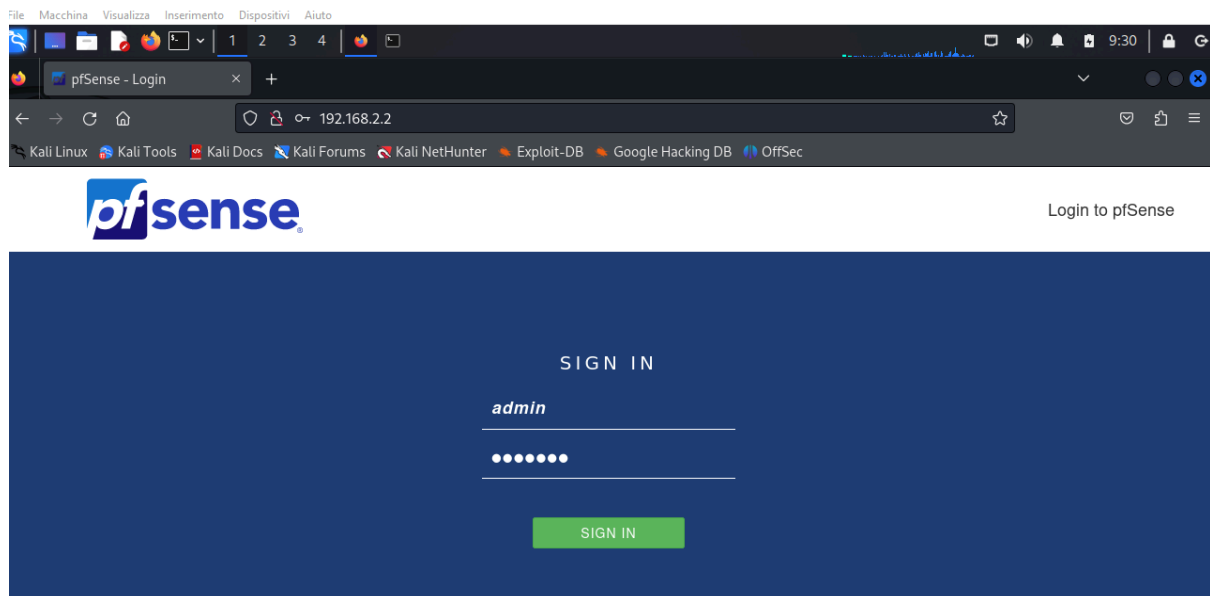 File Macchina Visualizza Inserimento Dispositivi Aiuto
1 2 3 4 9:30
pfSense - Login
192.168.2.2
Kali Linux Kali Tools Kali Docs Kali Forums Kali NetHunter Exploit-DB Google Hacking DB OffSec
pfsense® Login to pfSense
SIGN IN
admin
•••••••
SIGN IN